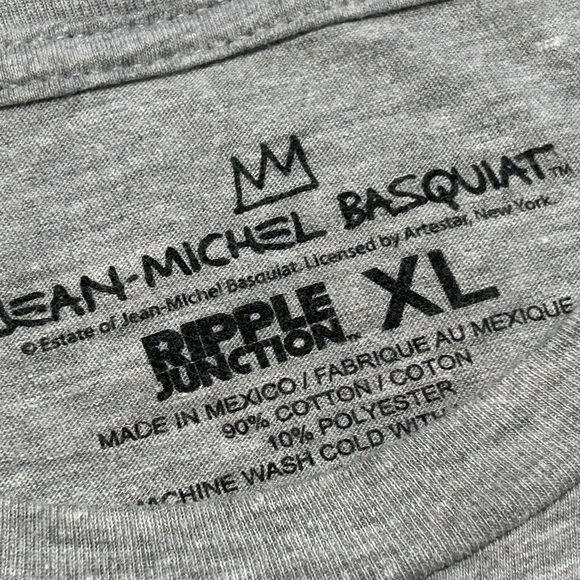 JEAN-MICHEL BASQUIAT™
© Estate of Jean-Michel Basquiat. Licensed by Artestar, New York.
RIPPLE
JUNCTION™ XL
MADE IN MEXICO / FABRIQUE AU MEXIQUE
90% COTTON / COTON
10% POLYESTER
MACHINE WASH COLD WITH